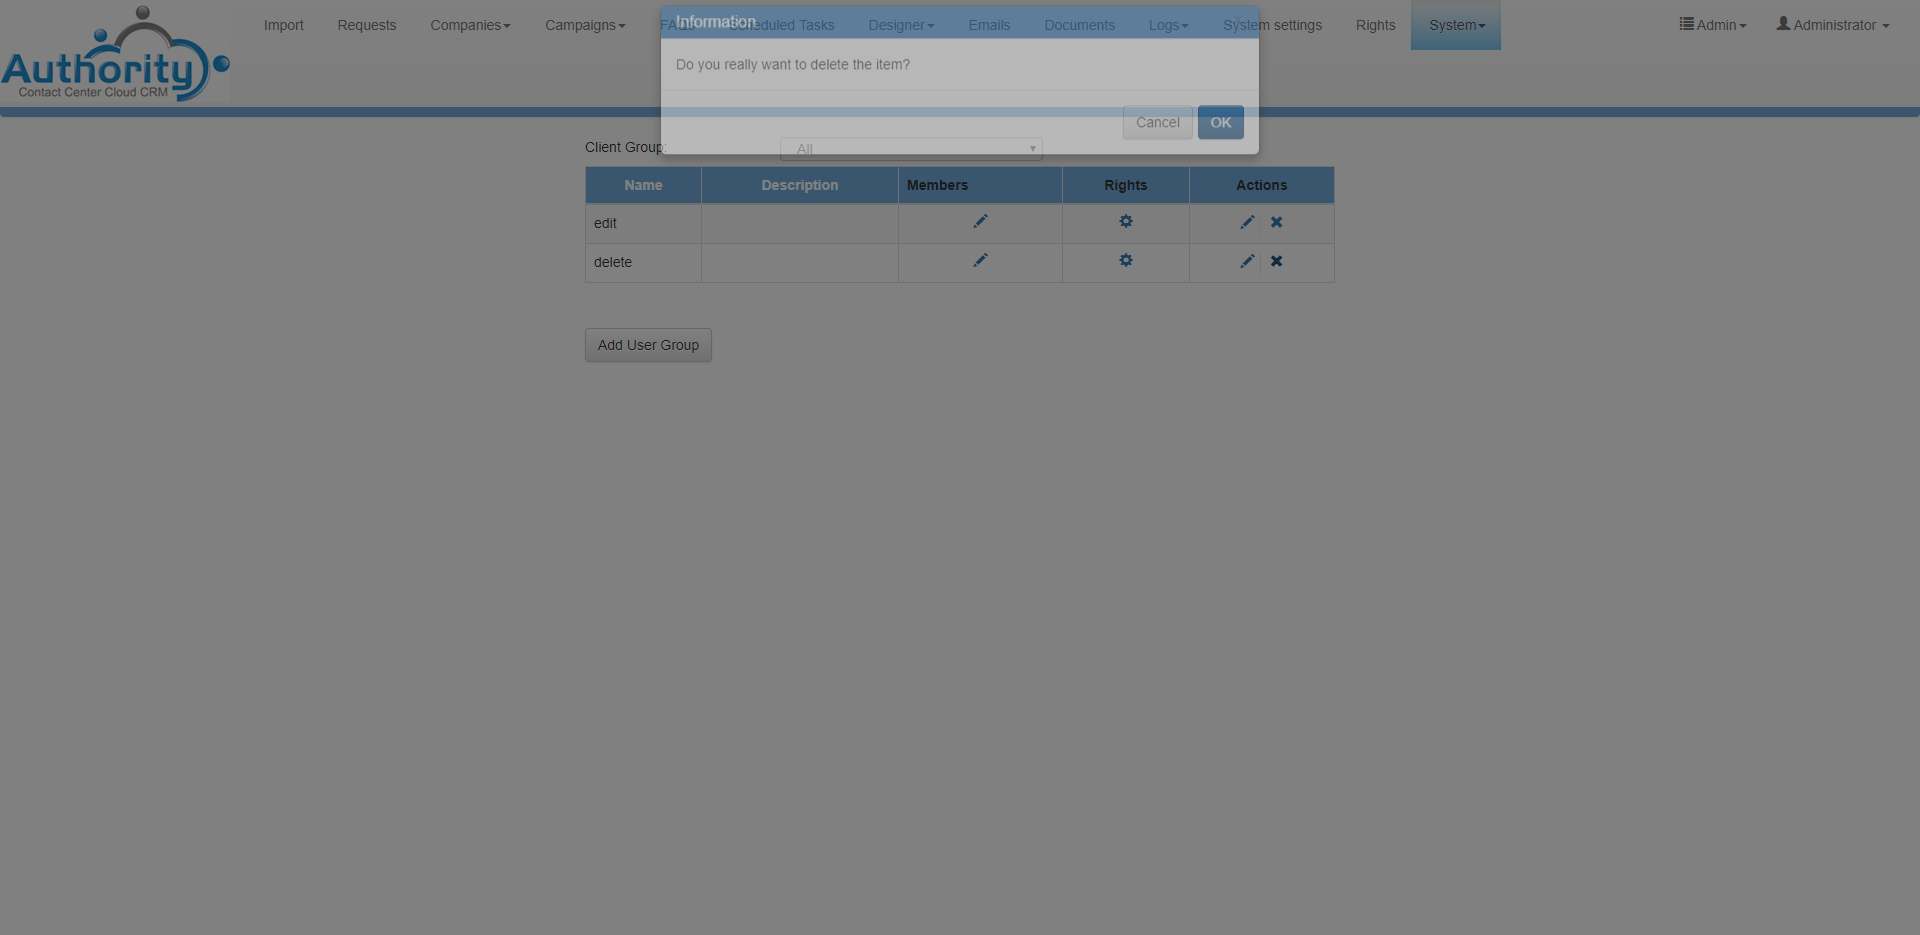 Authority
Contact Center Cloud CRM
Import Requests Companies Campaigns FAQs Scheduled Tasks Designer Emails Documents Logs System settings Rights System Admin Administrator
Information
Do you really want to delete the item?
Cancel OK
Client Group: All
Name Description Members Rights Actions
edit
delete
Add User Group